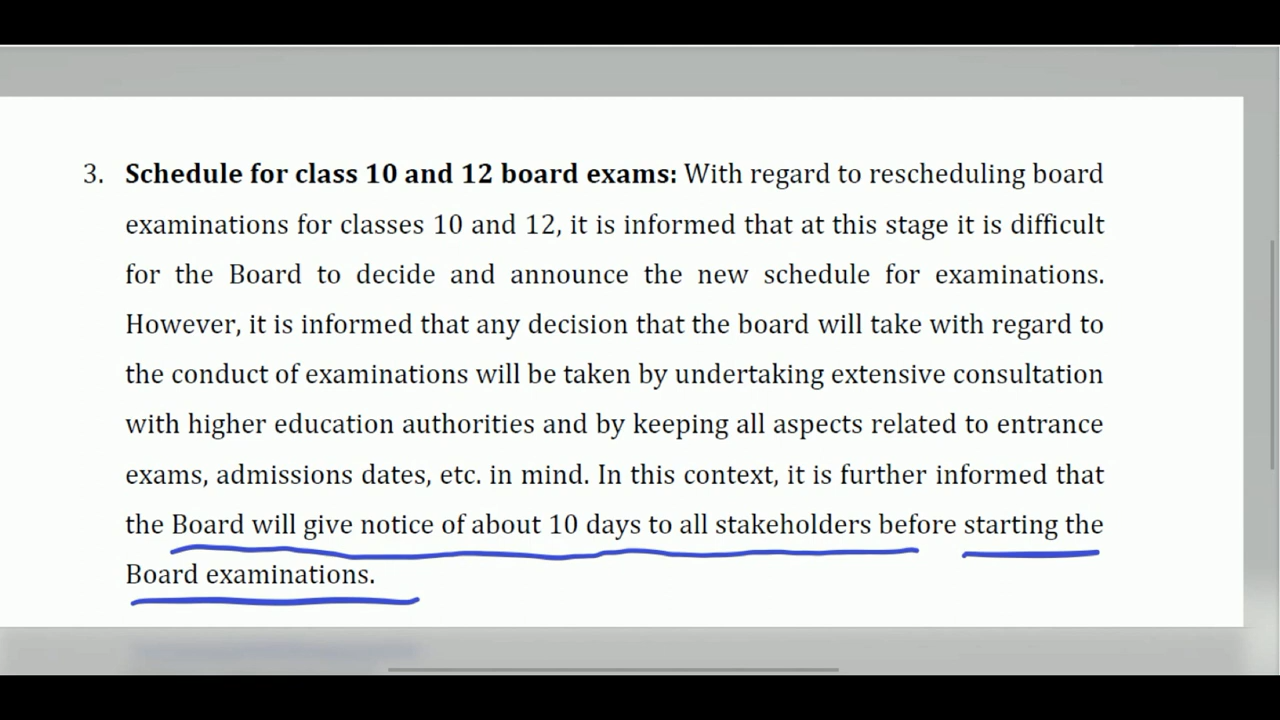 3. Schedule for class 10 and 12 board exams: With regard to rescheduling board
examinations for classes 10 and 12, it is informed that at this stage it is difficult
for the Board to decide and announce the new schedule for examinations.
However, it is informed that any decision that the board will take with regard to
the conduct of examinations will be taken by undertaking extensive consultation
with higher education authorities and by keeping all aspects related to entrance
exams, admissions dates, etc. in mind. In this context, it is further informed that
the Board will give notice of about 10 days to all stakeholders before starting the
Board examinations.